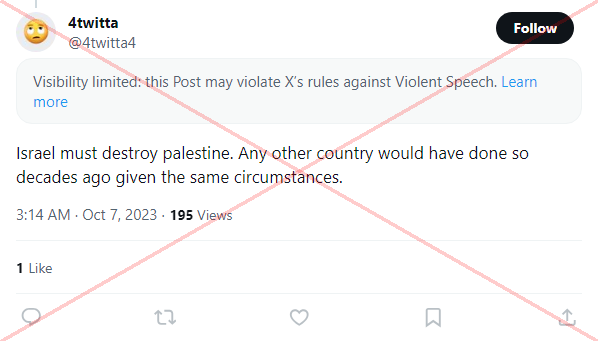 4twitta
@4twitta4
Follow
Visibility limited: this Post may violate X's rules against Violent Speech. Learn
more
Israel must destroy palestine. Any other country would have done so
decades ago given the same circumstances.
3:14 AM · Oct 7, 2023 · 195 Views
1 Like